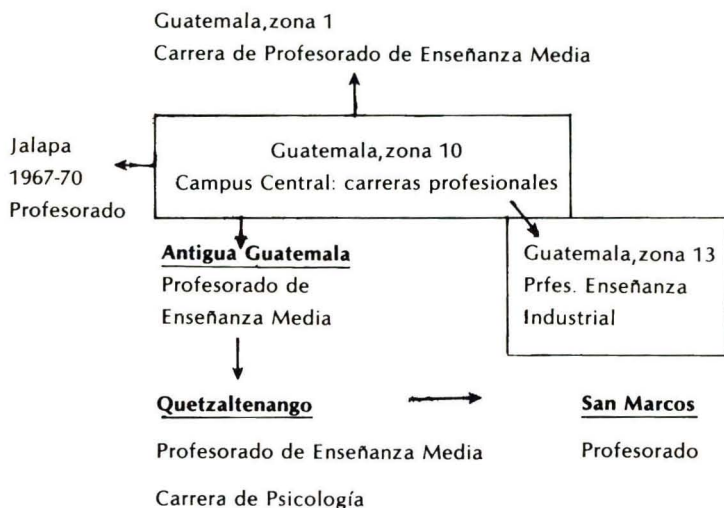 Guatemala, zona 1
Carrera de Profesorado de Enseñanza Media
Jalapa
1967-70
Profesorado
Guatemala, zona 10
Campus Central: carreras profesionales
Antigua Guatemala
Profesorado de
Enseñanza Media
Guatemala, zona 13
Prfes. Enseñanza
Industrial
Quetzaltenango
Profesorado de Enseñanza Media
Carrera de Psicología
San Marcos
Profesorado